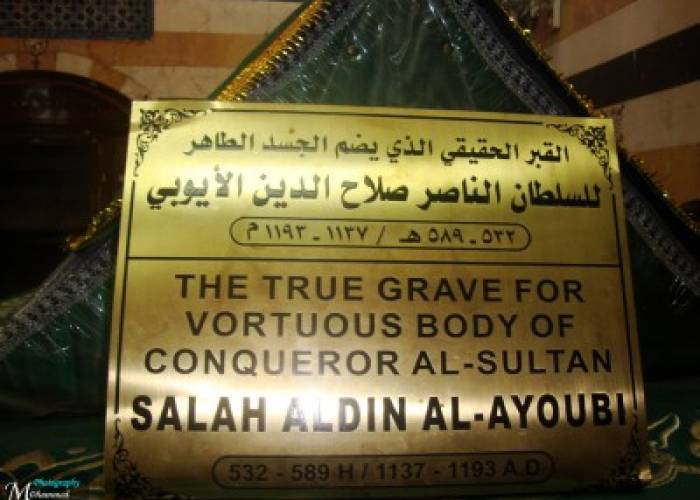 القبر الحقيقي الذي يضم الجسد الطاهر
للسلطان الناصر صلاح الدين الأيوبي
٥٣٢ - ٥٨٩ هـ / ١١٣٧ - ١١٩٣ م
THE TRUE GRAVE FOR
VORTUOUS BODY OF
CONQUEROR AL-SULTAN
SALAH ALDIN AL-AYOUBI
532 - 589 H / 1137 - 1193 A.D
Photography